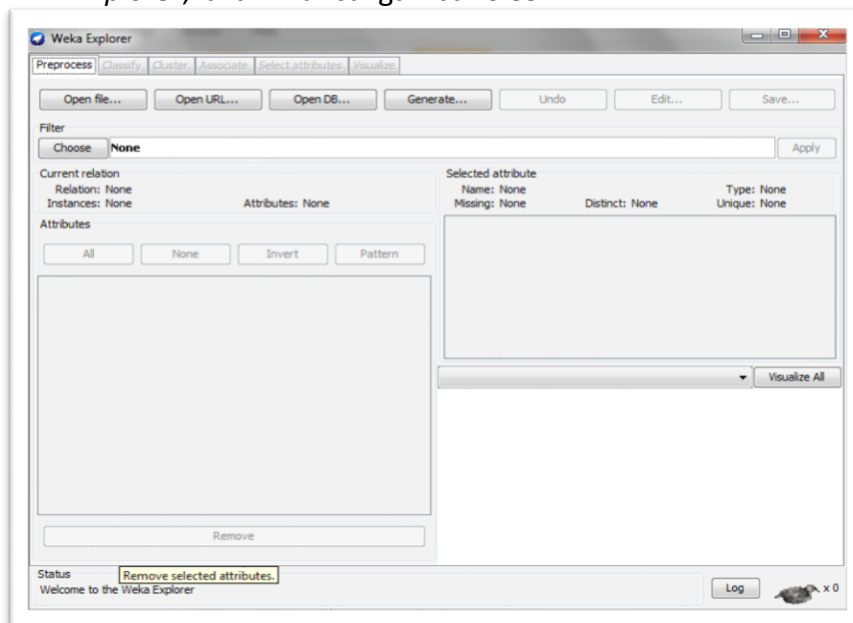 Weka Explorer
Preprocess Classify Cluster Associate Select attributes Visualize
Open file... Open URL... Open DB... Generate... Undo Edit... Save...
Filter
Choose None Apply
Current relation
Relation: None
Instances: None Attributes: None
Selected attribute
Name: None Type: None
Missing: None Distinct: None Unique: None
Attributes
All None Invert Pattern
Visualize All
Remove
Remove selected attributes.
Status
Welcome to the Weka Explorer
Log x 0